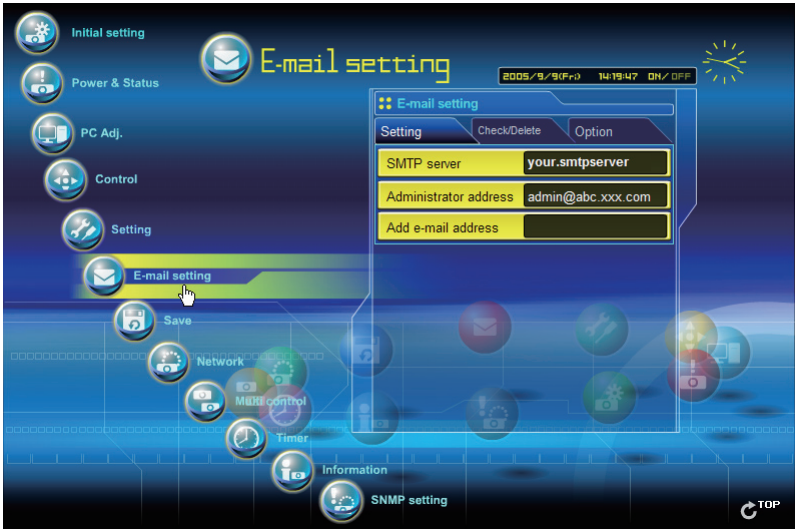 Initial setting
Power & Status
PC Adj.
Control
Setting
E-mail setting
Save
Network
Multi control
Timer
Information
SNMP setting
E-mail setting
2005/9/9(Fri) 14:19:47 ON/OFF
E-mail setting
Setting Check/Delete Option
SMTP server your.smtpserver
Administrator address admin@abc.xxx.com
Add e-mail address
TOP